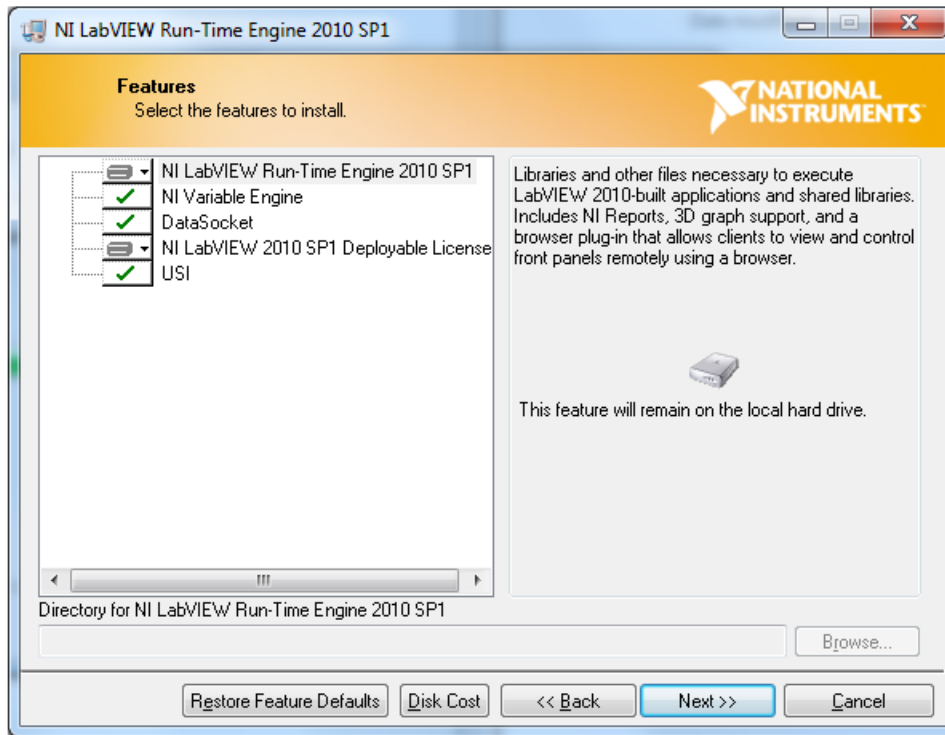 NI LabVIEW Run-Time Engine 2010 SP1
Features
Select the features to install.
NATIONAL
INSTRUMENTS
NI LabVIEW Run-Time Engine 2010 SP1
NI Variable Engine
DataSocket
NI LabVIEW 2010 SP1 Deployable License
USI
Libraries and other files necessary to execute
LabVIEW 2010-built applications and shared libraries.
Includes NI Reports, 3D graph support, and a
browser plug-in that allows clients to view and control
front panels remotely using a browser.
This feature will remain on the local hard drive.
Directory for NI LabVIEW Run-Time Engine 2010 SP1
Browse...
Restore Feature Defaults
Disk Cost
<< Back
Next >>
Cancel